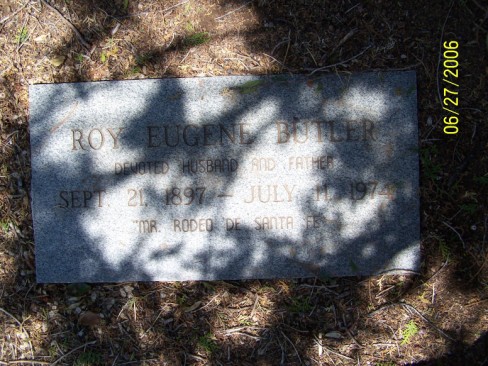 ROY EUGENE BUTLER
DEVOTED HUSBAND AND FATHER
SEPT. 21, 1897 — JULY 11, 1974
"MR. RODEO DE SANTA FE"
06/27/2006